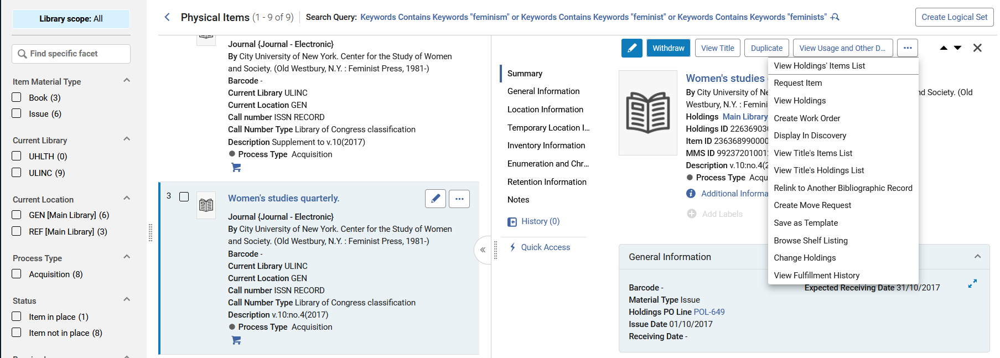 Library scope: All
Find specific facet
Item Material Type
Book (3)
Issue (6)
Current Library
UHLTH (0)
ULINC (9)
Current Location
GEN [Main Library] (6)
REF [Main Library] (3)
Process Type
Acquisition (8)
Status
Item in place (1)
Item not in place (8)
Physical Items (1 - 9 of 9)
Search Query: Keywords Contains Keywords "feminism" or Keywords Contains Keywords "feminist" or Keywords Contains Keywords "feminists"
Create Logical Set
Journal {Journal - Electronic}
By City University of New York. Center for the Study of Women
and Society. (Old Westbury, N.Y. : Feminist Press, 1981-)
Barcode -
Current Library ULINC
Current Location GEN
Call number ISSN RECORD
Call Number Type Library of Congress classification
Description Supplement to v.10(2017)
Process Type Acquisition
3
Women's studies quarterly.
Journal {Journal - Electronic}
By City University of New York. Center for the Study of Women
and Society. (Old Westbury, N.Y. : Feminist Press, 1981-)
Barcode -
Current Library ULINC
Current Location GEN
Call number ISSN RECORD
Call Number Type Library of Congress classification
Description v.10:no.4(2017)
Process Type Acquisition
Summary
General Information
Location Information
Temporary Location I...
Inventory Information
Enumeration and Chr...
Retention Information
Notes
History (0)
Quick Access
Withdraw
View Title
Duplicate
View Usage and Other D...
Women's studies
By City University of Ne
nd Society. (Old
Westbury, N.Y. : Femini
Holdings Main Library
Holdings ID 226369030
Item ID 236368990000
MMS ID 992372010012
Description v.10:no.4(2
Process Type Acqu
Additional Informa
Add Labels
View Holdings' Items List
Request Item
View Holdings
Create Work Order
Display In Discovery
View Title's Items List
View Title's Holdings List
Relink to Another Bibliographic Record
Create Move Request
Save as Template
Browse Shelf Listing
Change Holdings
View Fulfillment History
General Information
Barcode -
Expected Receiving Date 31/10/2017
Material Type Issue
Holdings PO Line POL-649
Issue Date 01/10/2017
Receiving Date -